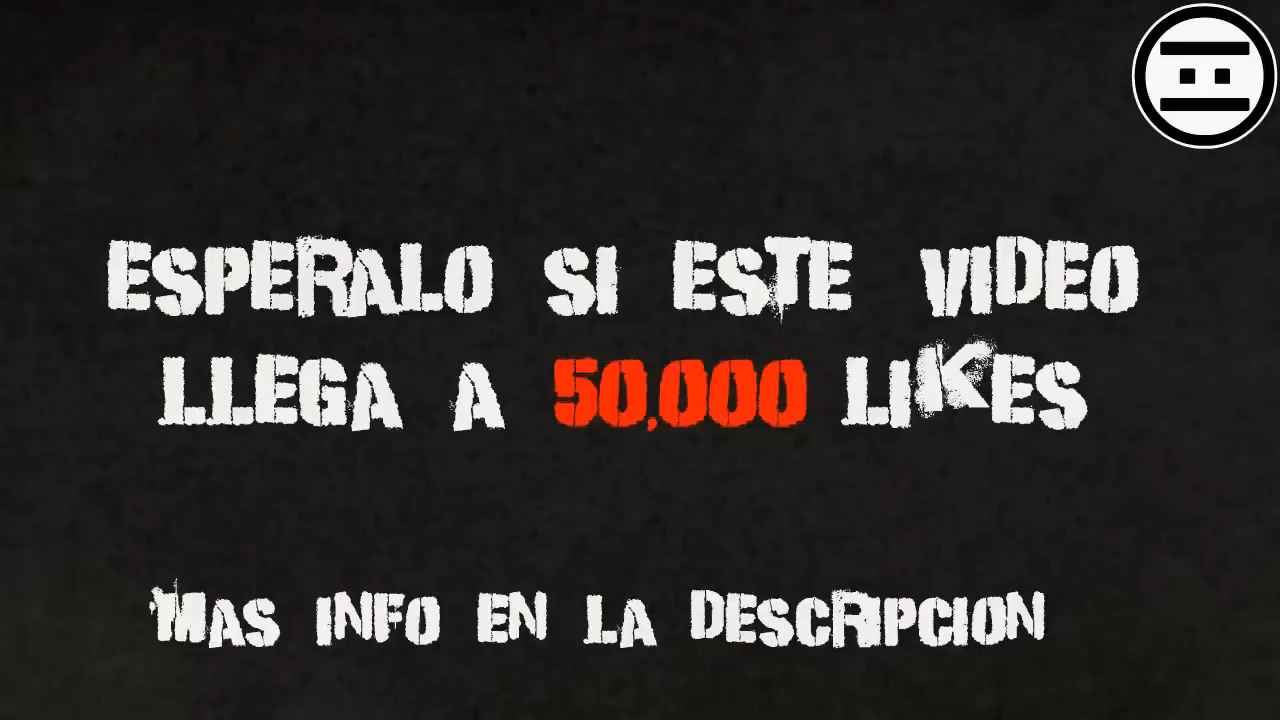 ESPERALO SI ESTE VIDEO
LLEGA A 50,000 LIKES
MAS INFO EN LA DESCRIPCION